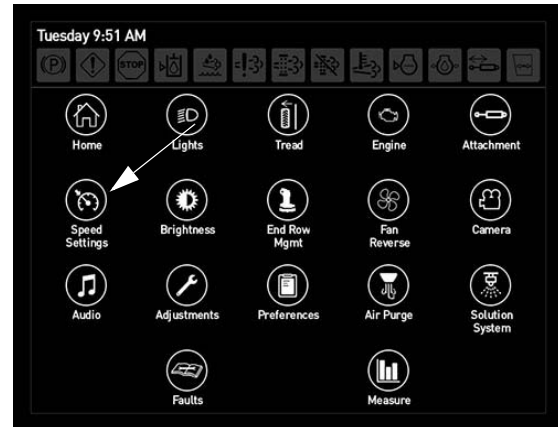 Tuesday 9:51 AM
(P) STOP
Home Lights Tread Engine Attachment
Speed Brightness End Row Fan Camera
Settings Mgmt Reverse
Audio Adjustments Preferences Air Purge Solution
System
Faults Measure